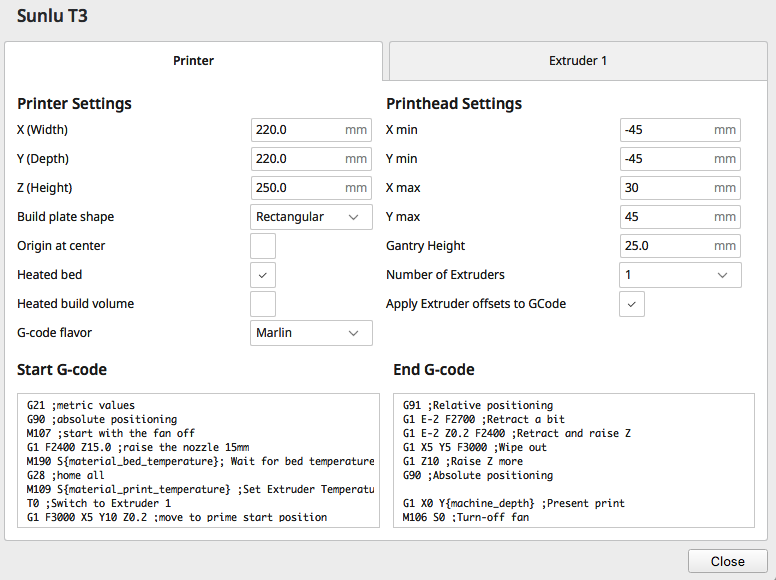 Sunlu T3
Printer
Extruder 1
Printer Settings
X (Width)
220.0 mm
Y (Depth)
220.0 mm
Z (Height)
250.0 mm
Build plate shape
Rectangular
Origin at center
Heated bed
Heated build volume
G-code flavor
Marlin
Printhead Settings
X min
-45 mm
Y min
-45 mm
X max
30 mm
Y max
45 mm
Gantry Height
25.0 mm
Number of Extruders
1
Apply Extruder offsets to GCode
Start G-code
G21 ;metric values
G90 ;absolute positioning
M107 ;start with the fan off
G1 F2400 Z15.0 ;raise the nozzle 15mm
M190 S{material_bed_temperature}; Wait for bed temperature
G28 ;home all
M109 S{material_print_temperature} ;Set Extruder Temperatu
T0 ;Switch to Extruder 1
G1 F3000 X5 Y10 Z0.2 ;move to prime start position
End G-code
G91 ;Relative positioning
G1 E-2 F2700 ;Retract a bit
G1 E-2 Z0.2 F2400 ;Retract and raise Z
G1 X5 Y5 F3000 ;Wipe out
G1 Z10 ;Raise Z more
G90 ;Absolute positioning
G1 X0 Y{machine_depth} ;Present print
M106 S0 ;Turn-off fan
Close